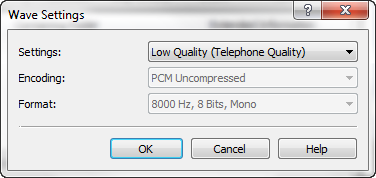 Wave Settings
Settings: Low Quality (Telephone Quality)
Encoding: PCM Uncompressed
Format: 8000 Hz, 8 Bits, Mono
OK Cancel Help